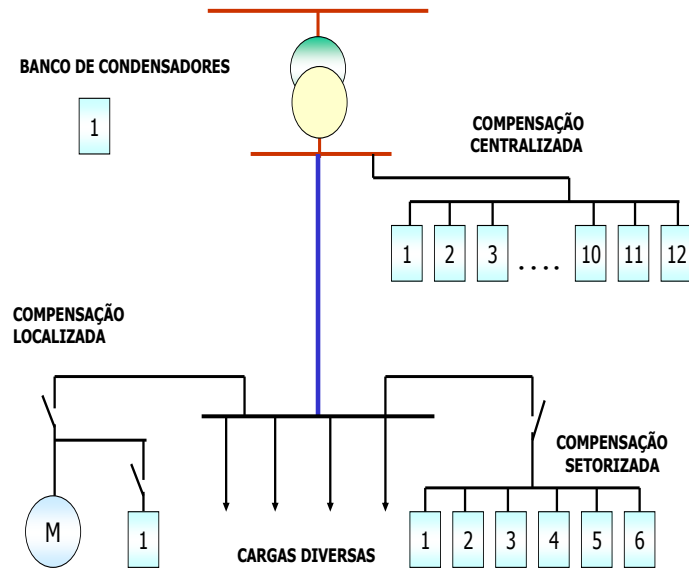 BANCO DE CONDENSADORES
1
COMPENSAÇÃO
CENTRALIZADA
1 2 3 .... 10 11 12
COMPENSAÇÃO
LOCALIZADA
M 1
CARGAS DIVERSAS
COMPENSAÇÃO
SETORIZADA
1 2 3 4 5 6